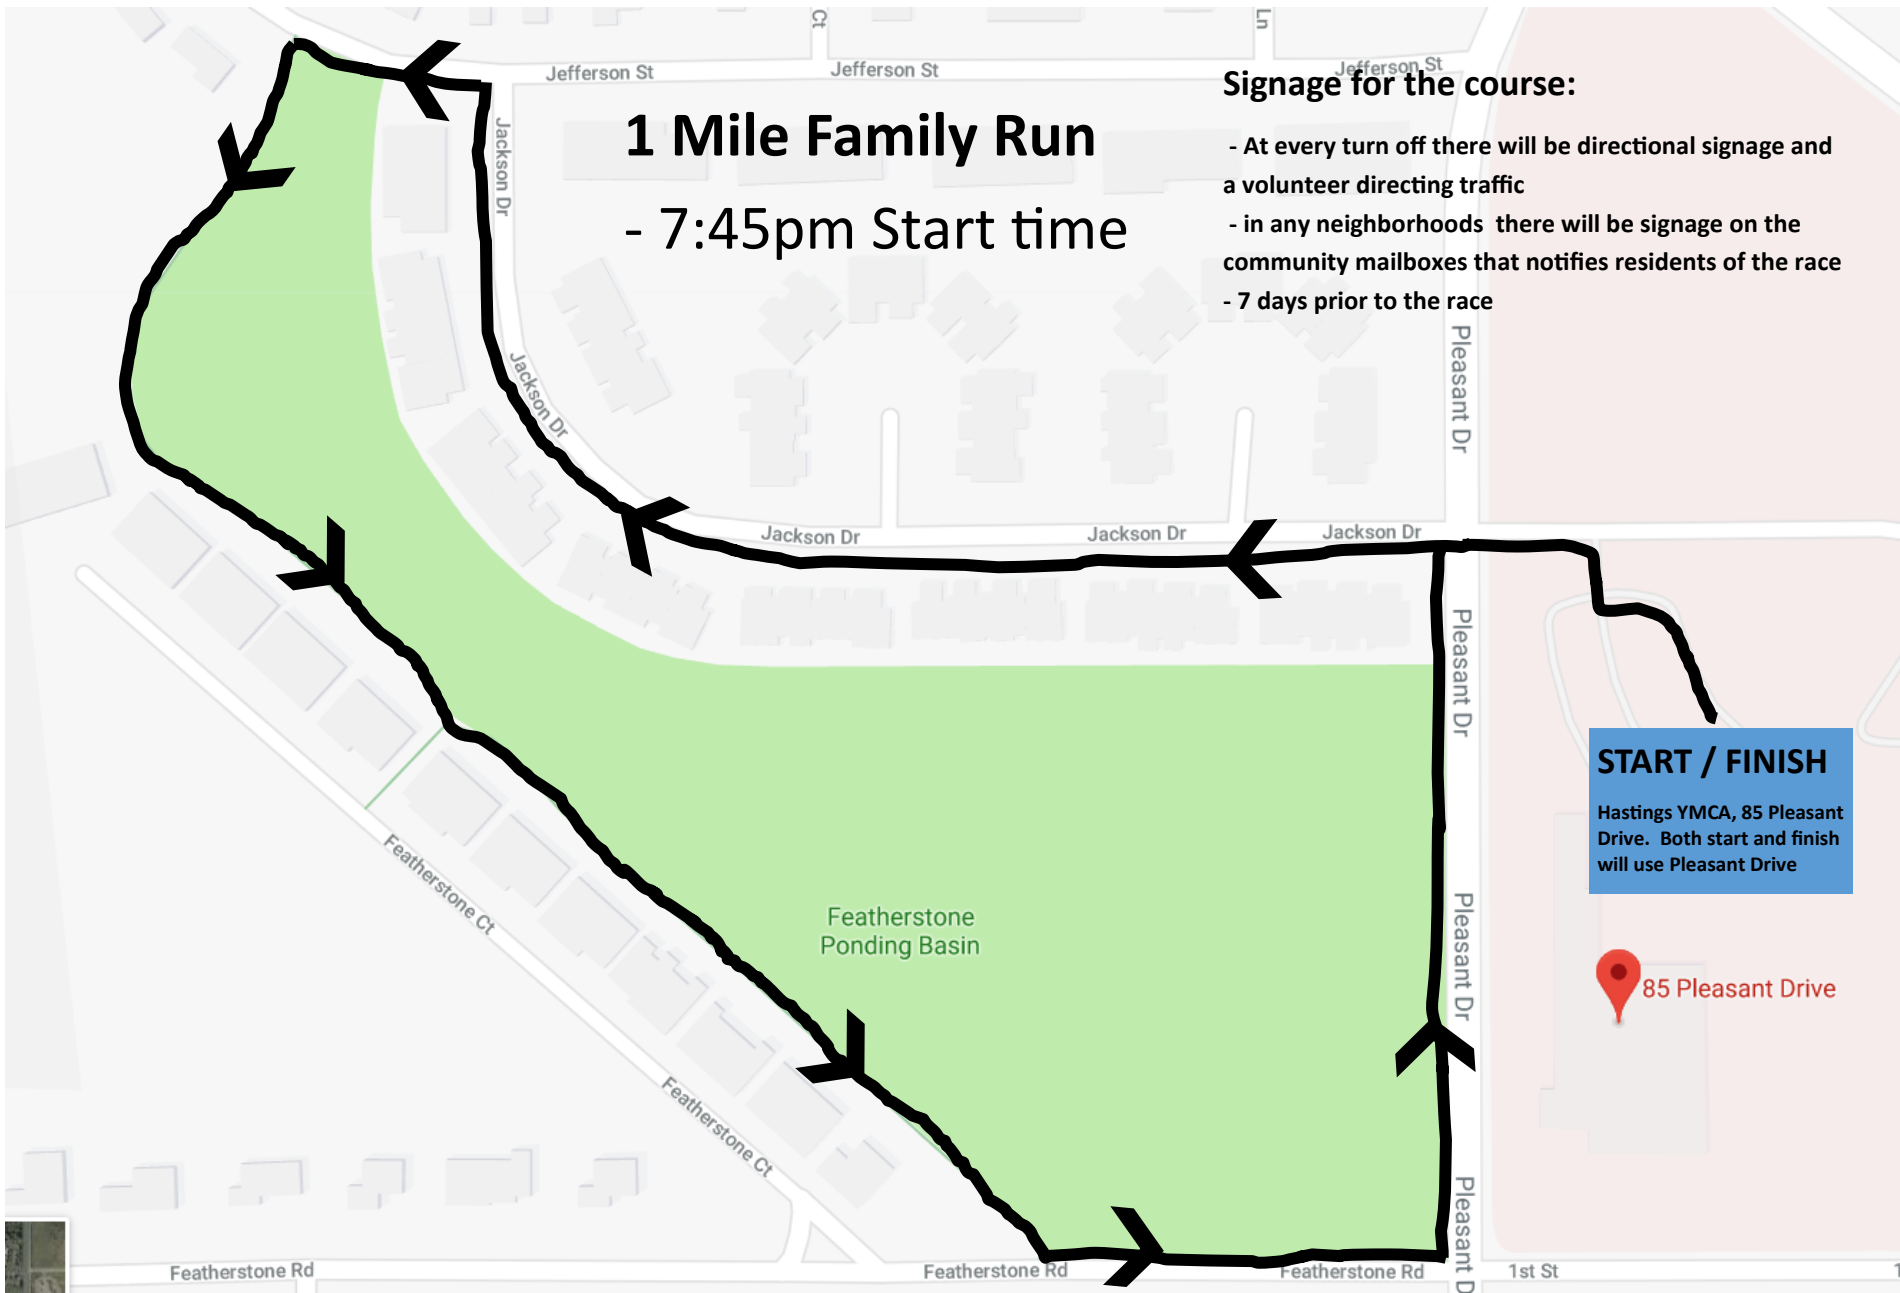 Ct
Ln
Jefferson St
Jefferson St
Jefferson St
Signage for the course:
- At every turn off there will be directional signage and
a volunteer directing traffic
- in any neighborhoods  there will be signage on the
community mailboxes that notifies residents of the race
- 7 days prior to the race
1 Mile Family Run
- 7:45pm Start time
Jackson Dr
Jackson Dr
Pleasant Dr
Jackson Dr
Jackson Dr
Jackson Dr
Pleasant Dr
START / FINISH
Hastings YMCA, 85 Pleasant
Drive.  Both start and finish
will use Pleasant Drive
Featherstone Ct
Featherstone
Ponding Basin
Pleasant Dr
85 Pleasant Drive
Featherstone Ct
Pleasant D
Featherstone Rd
Featherstone Rd
Featherstone Rd
1st St
1